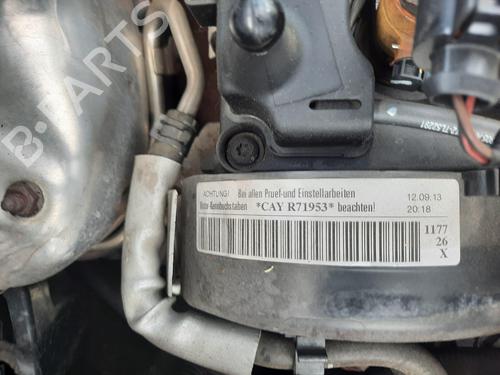 B-PARTS
ACHTUNG! Bei allen Pruef-und Einstellarbeiten
Motor-Kennbuchstaben *CAY R71953* beachten!
12.09.13
20:18
1177
26
X